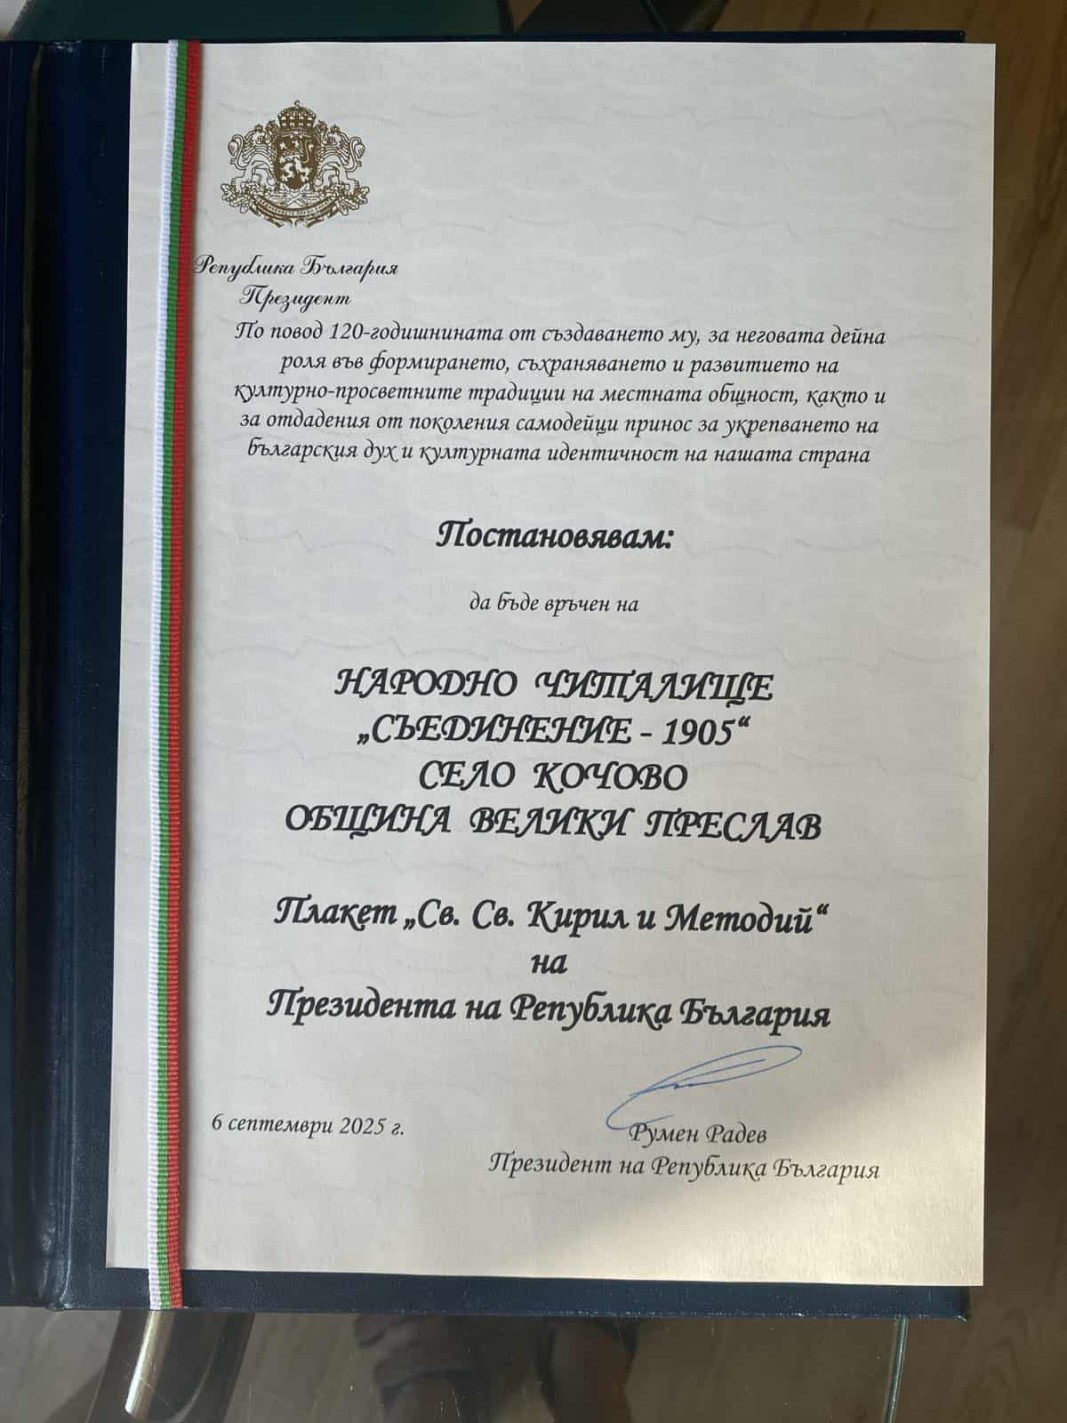 Република България
Президент
По повод 120-годишнината от създаването му, за неговата дейна
роля във формирането, съхраняването и развитието на
културно-просветните традиции на местната общност, както и
за отдадения от поколения самодейци принос за укрепването на
българския дух и културната идентичност на нашата страна
Постановявам:
да бъде връчен на
НАРОДНО ЧИТАЛИЩЕ
„СЪЕДИНЕНИЕ - 1905“
СЕЛО КОЧОВО
ОБЩИНА ВЕЛИКИ ПРЕСЛАВ
Плакет „Св. Св. Кирил и Методий“
на
Президента на Република България
6 септември 2025 г.
Румен Радев
Президент на Република България